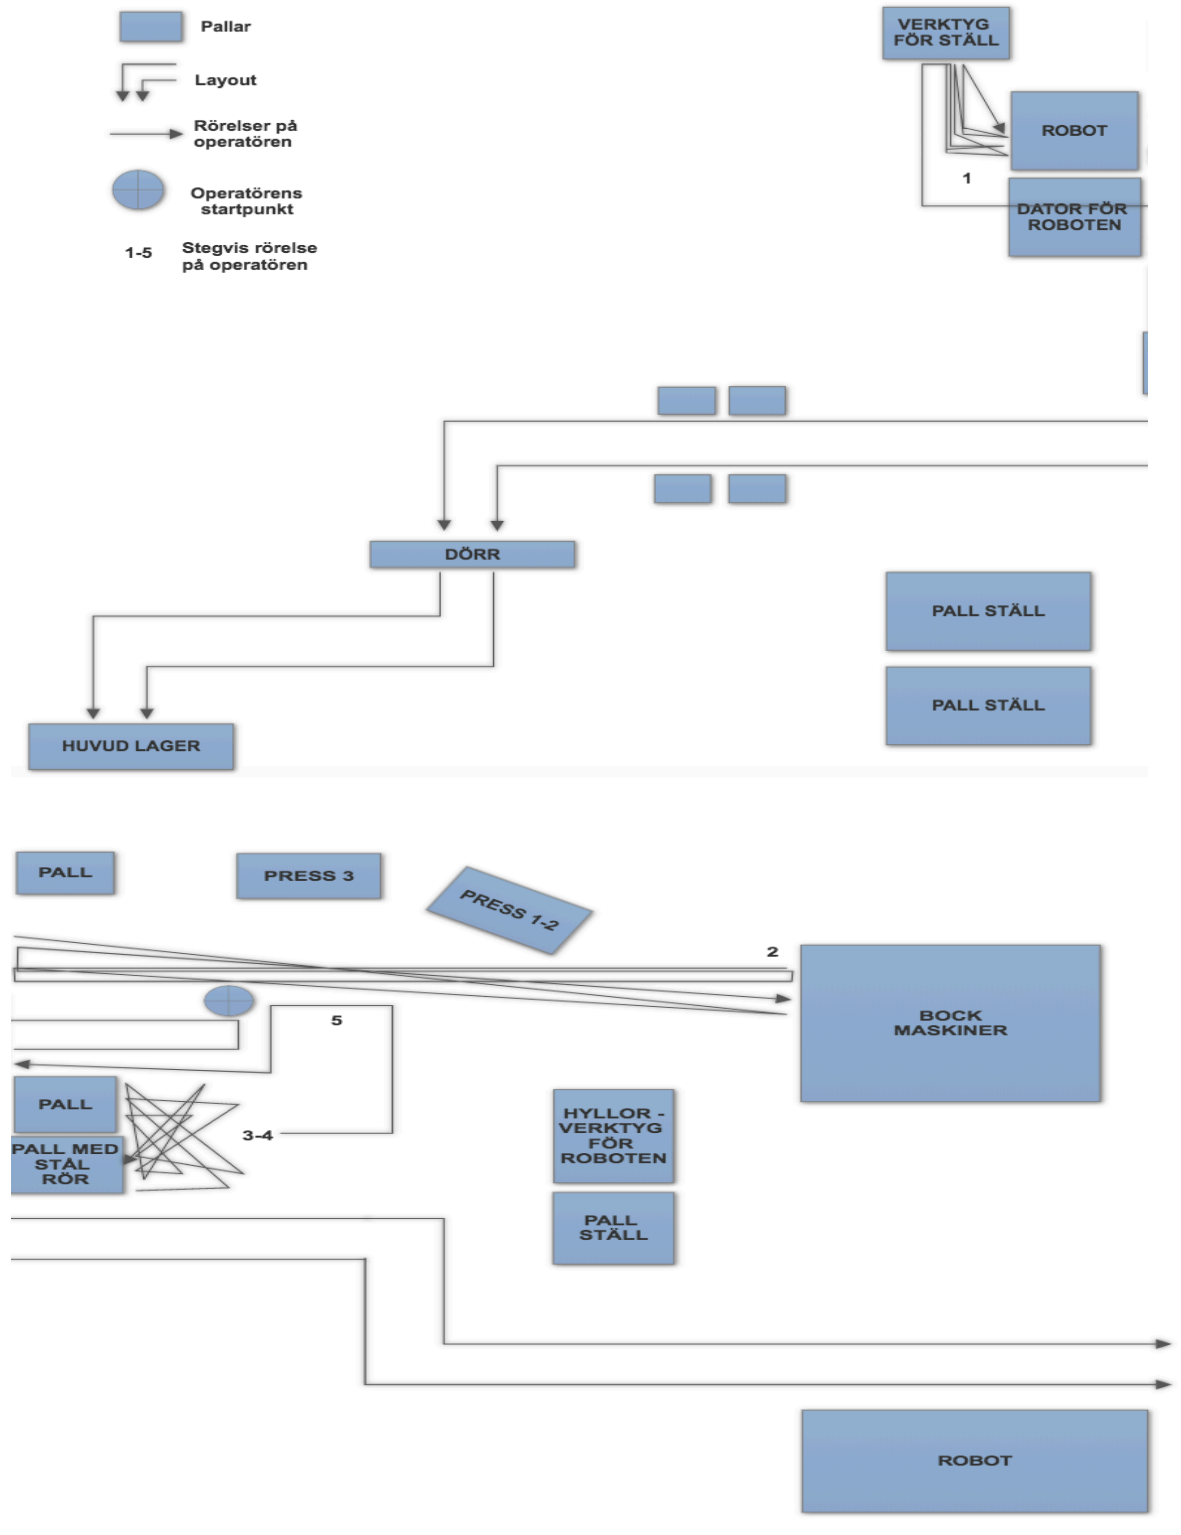 Pallar
Layout
Rörelser på
operatören
Operatörens
startpunkt
1-5
Stegvis rörelse
på operatören
VERKTYG
FÖR STÄLL
ROBOT
1
DATOR FÖR
ROBOTEN
DÖRR
PALL STÄLL
PALL STÄLL
HUVUD LAGER
PALL
PRESS 3
PRESS 1-2
2
BOCK
MASKINER
5
PALL
3-4
PALL MED
STÅL
RÖR
HYLLOR -
VERKTYG
FÖR
ROBOTEN
PALL
STÄLL
ROBOT